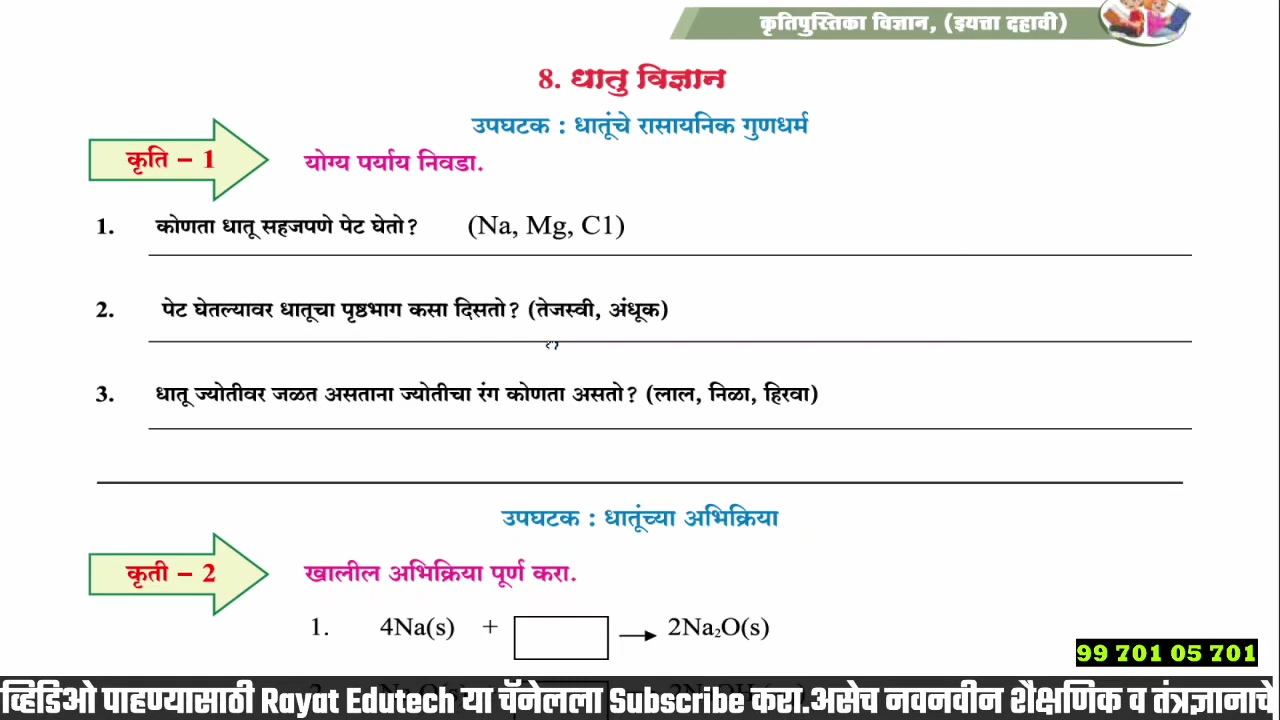 कृतिपुस्तिका विज्ञान, (इयत्ता दहावी)
8. धातु विज्ञान
उपघटक : धातूंचे रासायनिक गुणधर्म
कृति – 1 योग्य पर्याय निवडा.
1. कोणता धातू सहजपणे पेट घेतो? (Na, Mg, C1)
2. पेट घेतल्यावर धातूचा पृष्ठभाग कसा दिसतो? (तेजस्वी, अंधूक)
3. धातू ज्योतीवर जळत असताना ज्योतीचा रंग कोणता असतो? (लाल, निळा, हिरवा)
उपघटक : धातूंच्या अभिक्रिया
कृती – 2 खालील अभिक्रिया पूर्ण करा.
1. 4Na(s) + → 2Na₂O(s)
99 701 05 701
व्हिडिओ पाहण्यासाठी Rayat Edutech या चॅनेलला Subscribe करा.असेच नवनवीन शैक्षणिक व तंत्रज्ञानाचे